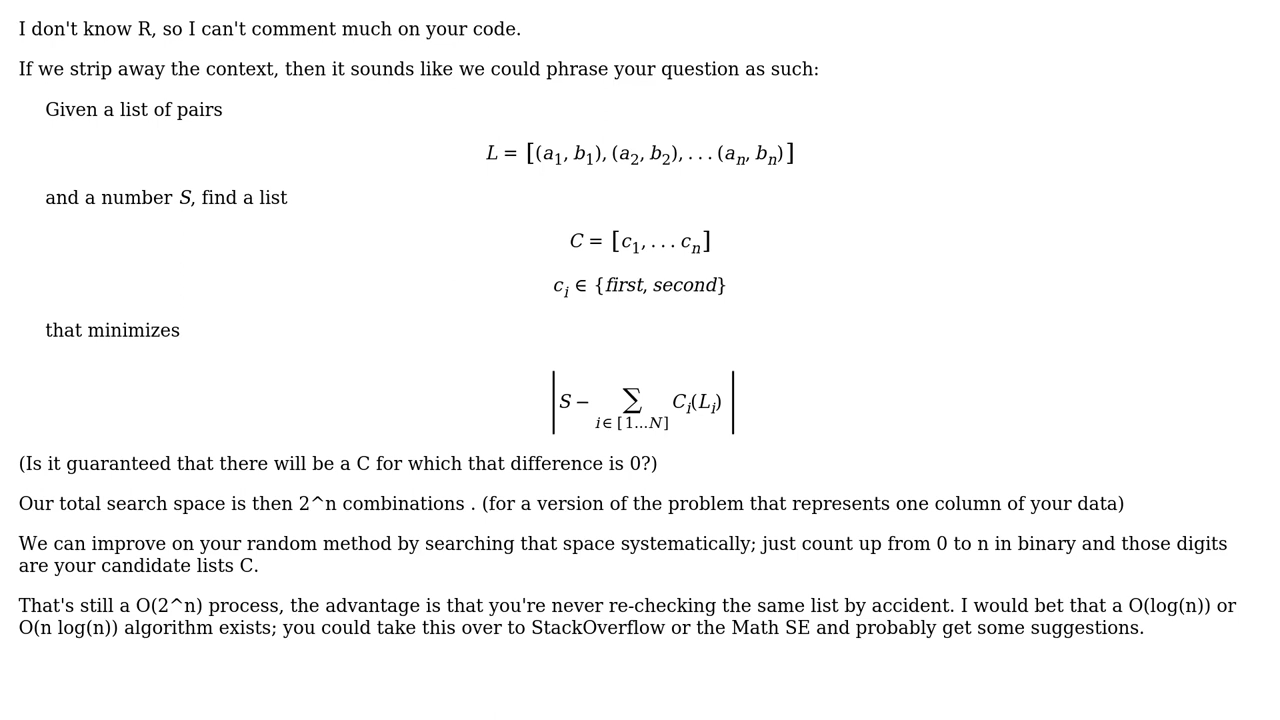 I don't know R, so I can't comment much on your code.
If we strip away the context, then it sounds like we could phrase your question as such:
Given a list of pairs
L = [(a₁, b₁), (a₂, b₂), . . . (aₙ, bₙ)]
and a number S, find a list
C = [c₁, . . . cₙ]
cᵢ ∈ {first, second}
that minimizes
|S − ∑ Cᵢ(Lᵢ)|
i ∈ [1...N]
(Is it guaranteed that there will be a C for which that difference is 0?)
Our total search space is then 2^n combinations . (for a version of the problem that represents one column of your data)
We can improve on your random method by searching that space systematically; just count up from 0 to n in binary and those digits
are your candidate lists C.
That's still a O(2^n) process, the advantage is that you're never re-checking the same list by accident. I would bet that a O(log(n)) or
O(n log(n)) algorithm exists; you could take this over to StackOverflow or the Math SE and probably get some suggestions.